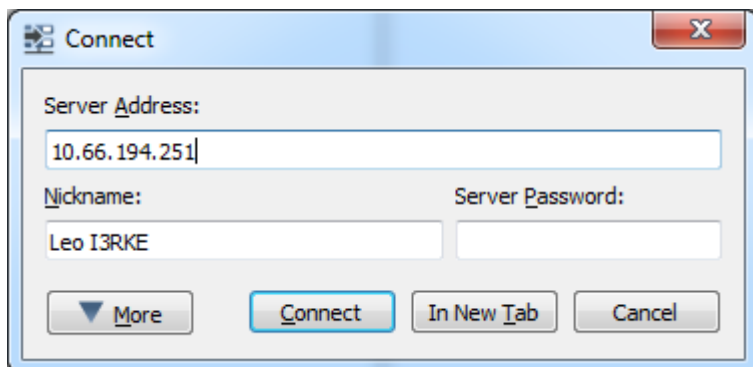 Connect
Server Address:
10.66.194.251
Nickname: Server Password:
Leo I3RKE
More Connect In New Tab Cancel